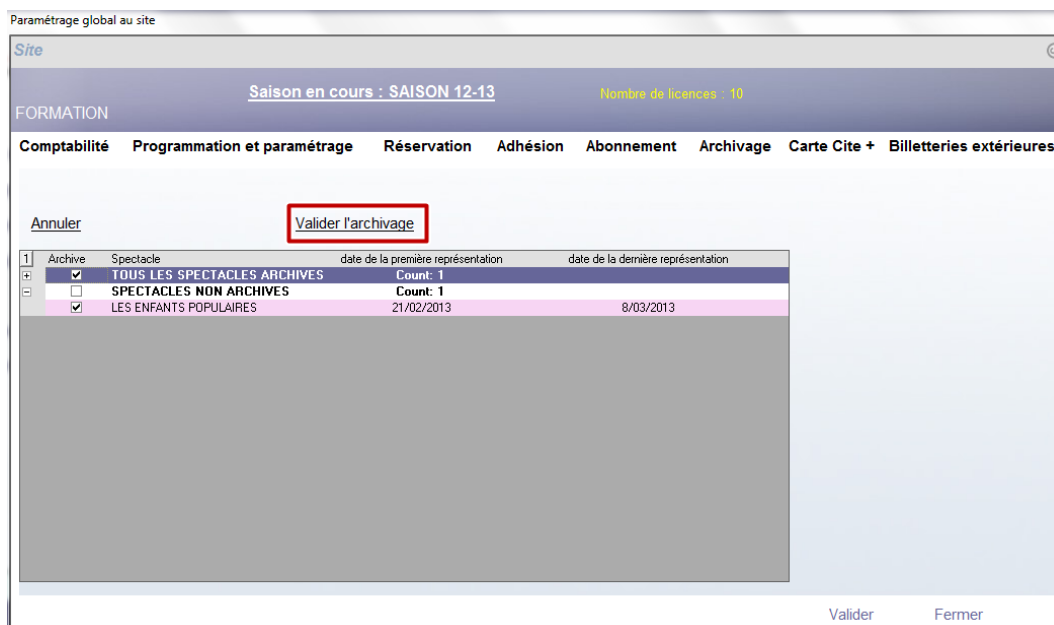 Paramétrage global au site
Site
Saison en cours : SAISON 12-13 Nombre de licences : 10
FORMATION
Comptabilité Programmation et paramétrage Réservation Adhésion Abonnement Archivage Carte Cite + Billetteries extérieures
Annuler Valider l'archivage
1 Archive Spectacle date de la première représentation date de la dernière représentation
TOUS LES SPECTACLES ARCHIVES Count: 1
SPECTACLES NON ARCHIVES Count: 1
LES ENFANTS POPULAIRES 21/02/2013 8/03/2013
Valider Fermer